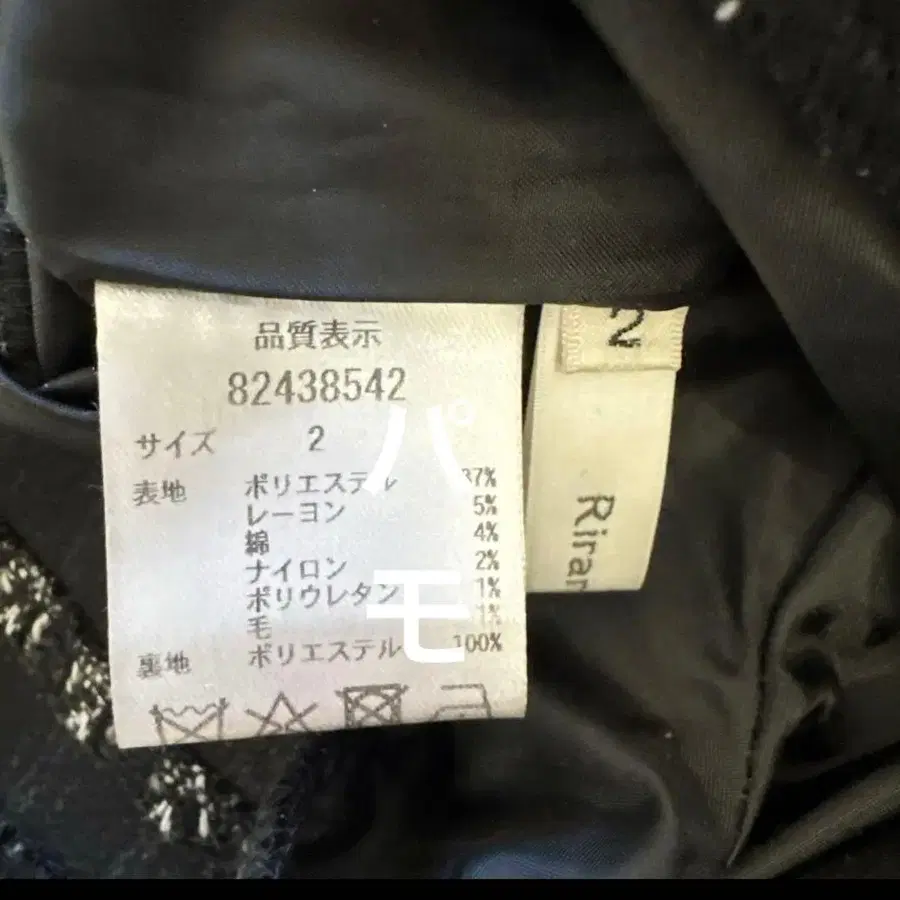 品質表示
82438542
サイズ 2
表地 ポリエステル 87%
レーヨン 5%
綿 4%
ナイロン 2%
ポリウレタン 1%
毛 1%
裏地 ポリエステル 100%
2
Riran
パ
モ